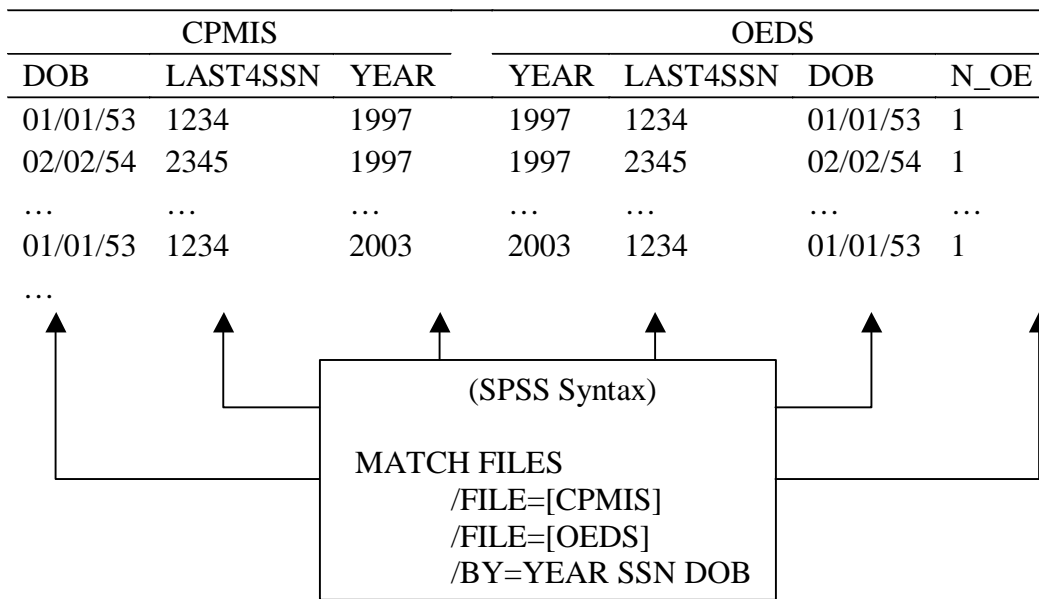 CPMIS OEDS
DOB LAST4SSN YEAR YEAR LAST4SSN DOB N_OE
01/01/53 1234 1997 1997 1234 01/01/53 1
02/02/54 2345 1997 1997 2345 02/02/54 1
… … … … … … …
01/01/53 1234 2003 2003 1234 01/01/53 1
…
(SPSS Syntax)
MATCH FILES
/FILE=[CPMIS]
/FILE=[OEDS]
/BY=YEAR SSN DOB